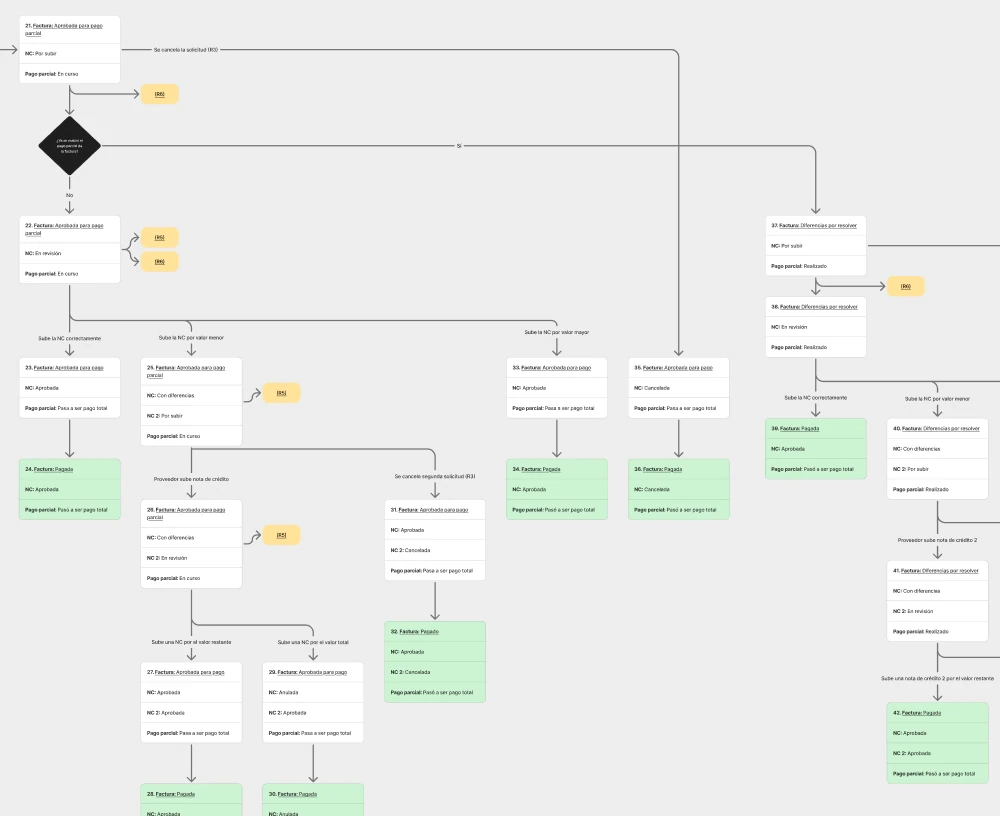 21. Factura: Aprobada para pago
parcial
NC: Por subir
Pago parcial: En curso
Se cancela la solicitud (R3)
(R6)
pago parcial de
la factura?
Sí
No
22. Factura: Aprobada para pago
parcial
NC: En revisión
Pago parcial: En curso
(R5)
(R6)
37. Factura: Diferencias por resolver
NC: Por subir
Pago parcial: Realizado
(R6)
38. Factura: Diferencias por resolver
NC: En revisión
Pago parcial: Realizado
Sube la NC correctamente
Sube la NC por valor menor
Sube la NC por valor mayor
23. Factura: Aprobada para pago
NC: Aprobada
Pago parcial: Pasa a ser pago total
25. Factura: Aprobada para pago
parcial
NC: Con diferencias
NC 2: Por subir
Pago parcial: En curso
(R5)
33. Factura: Aprobada para pago
NC: Aprobada
Pago parcial: Pasa a ser pago total
35. Factura: Aprobada para pago
NC: Cancelada
Pago parcial: Pasa a ser pago total
Sube la NC correctamente
Sube la NC por valor menor
24. Factura: Pagada
NC: Aprobada
Pago parcial: Pasó a ser pago total
34. Factura: Pagada
NC: Aprobada
Pago parcial: Pasó a ser pago total
36. Factura: Pagada
NC: Cancelada
Pago parcial: Pasó a ser pago total
39. Factura: Pagada
NC: Aprobada
Pago parcial: Pasó a ser pago total
40. Factura: Diferencias por resolver
NC: Con diferencias
NC 2: Por subir
Pago parcial: Realizado
Proveedor sube nota de crédito
Se cancela segunda solicitud (R3)
26. Factura: Aprobada para pago
parcial
NC: Con diferencias
NC 2: En revisión
Pago parcial: En curso
(R5)
31. Factura: Aprobada para pago
NC: Aprobada
NC 2: Cancelada
Pago parcial: Pasa a ser pago total
Proveedor sube nota de crédito 2
41. Factura: Diferencias por resolver
NC: Con diferencias
NC 2: En revisión
Pago parcial: Realizado
Sube una NC por el valor restante
Sube una NC por el valor total
32. Factura: Pagado
NC: Aprobada
NC 2: Cancelada
Pago parcial: Pasó a ser pago total
27. Factura: Aprobada para pago
NC: Aprobada
NC 2: Aprobada
Pago parcial: Pasa a ser pago total
29. Factura: Aprobada para pago
NC: Anulada
NC 2: Aprobada
Pago parcial: Pasa a ser pago total
Sube una nota de crédito 2 por el valor restante
42. Factura: Pagada
NC: Aprobada
NC 2: Aprobada
Pago parcial: Pasó a ser pago total
28. Factura: Pagada
NC: Aprobada
30. Factura: Pagada
NC: Anulada